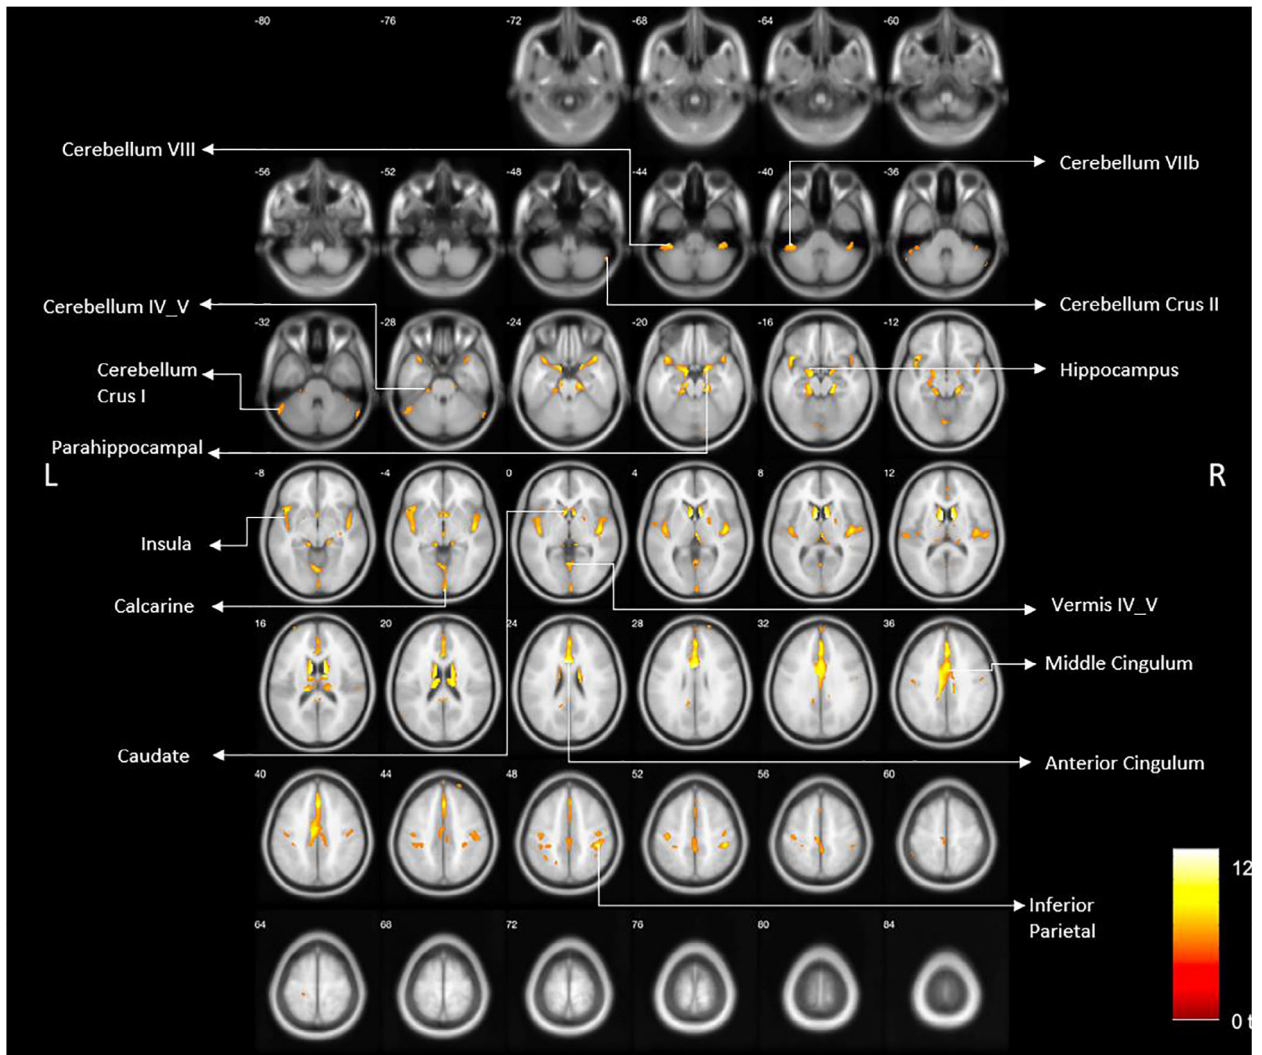 -80 -76 -72 -68 -64 -60
Cerebellum VIII
Cerebellum VIIb
-56 -52 -48 -44 -40 -36
Cerebellum IV_V
Cerebellum Crus II
-32 -28 -24 -20 -16 -12
Cerebellum
Crus I
Hippocampus
Parahippocampal
L
R
-8 -4 0 4 8 12
Insula
Calcarine
Vermis IV_V
16 20 24 28 32 36
Middle Cingulum
Caudate
Anterior Cingulum
40 44 48 52 56 60
12
Inferior
Parietal
64 68 72 76 80 84
0 t